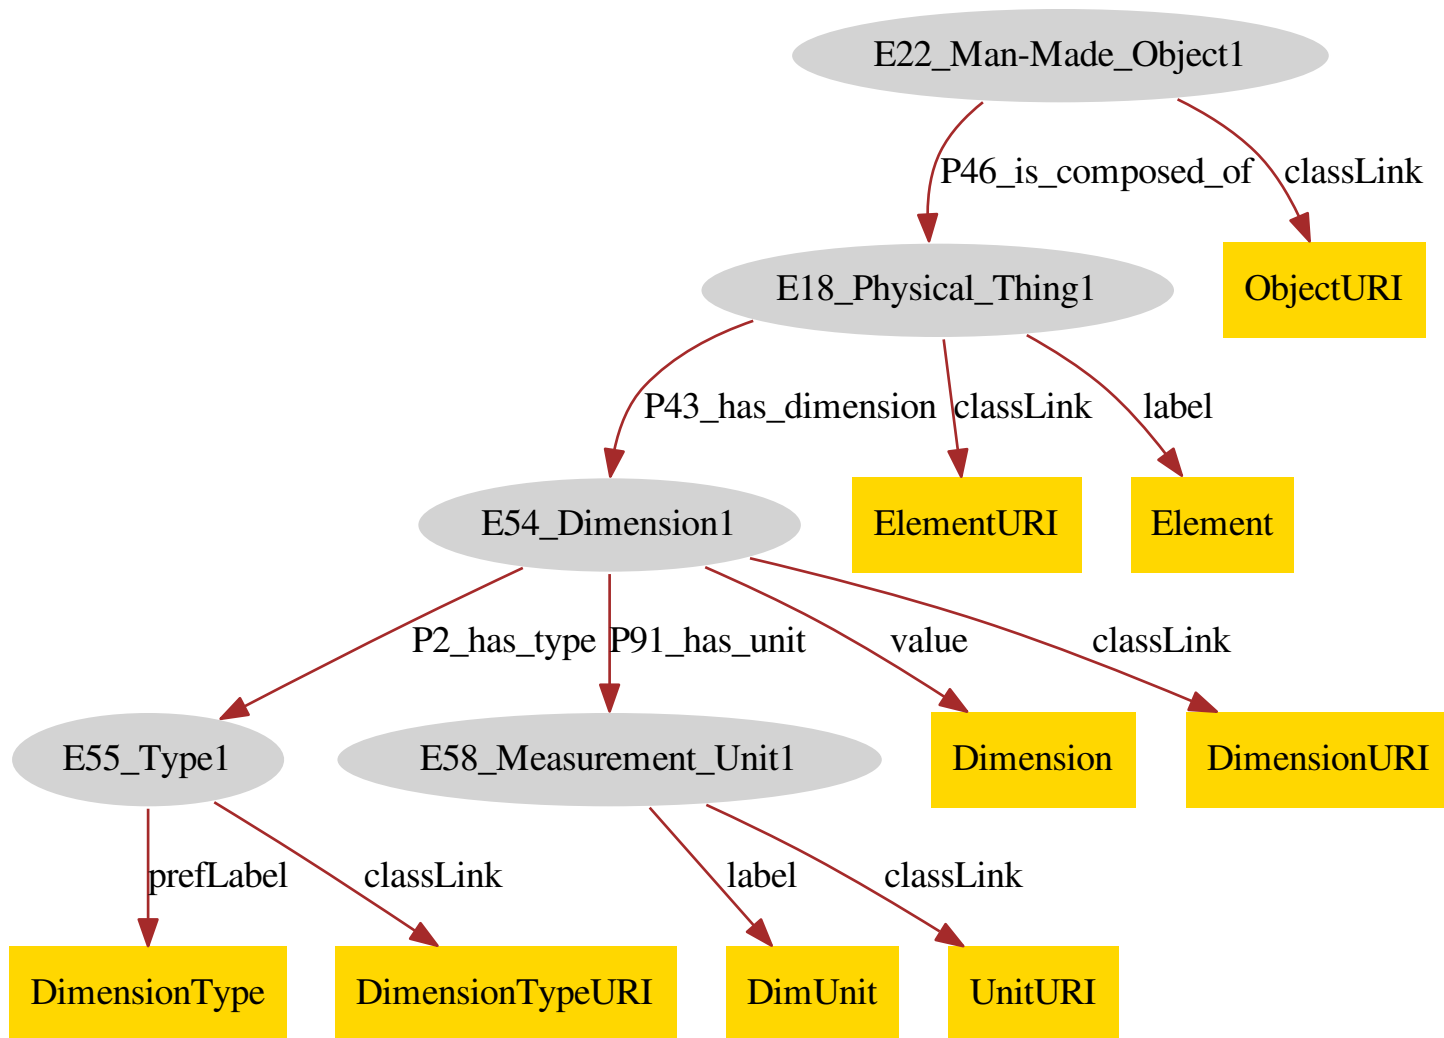 E22_Man-Made_Object1
P46_is_composed_of
classLink
E18_Physical_Thing1
ObjectURI
P43_has_dimension
classLink
label
E54_Dimension1
ElementURI
Element
P2_has_type
P91_has_unit
value
classLink
E55_Type1
E58_Measurement_Unit1
Dimension
DimensionURI
prefLabel
classLink
label
classLink
DimensionType
DimensionTypeURI
DimUnit
UnitURI